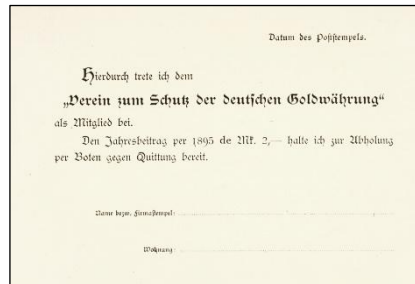 Datum des Poststempels.
Hierdurch trete ich dem
„Verein zum Schutz der deutschen Goldwährung“
als Mitglied bei.
Den Jahresbeitrag per 1895 de Mk. 2,— halte ich zur Abholung
per Boten gegen Quittung bereit.
Name bezw. Firmastempel:
Wohnung: